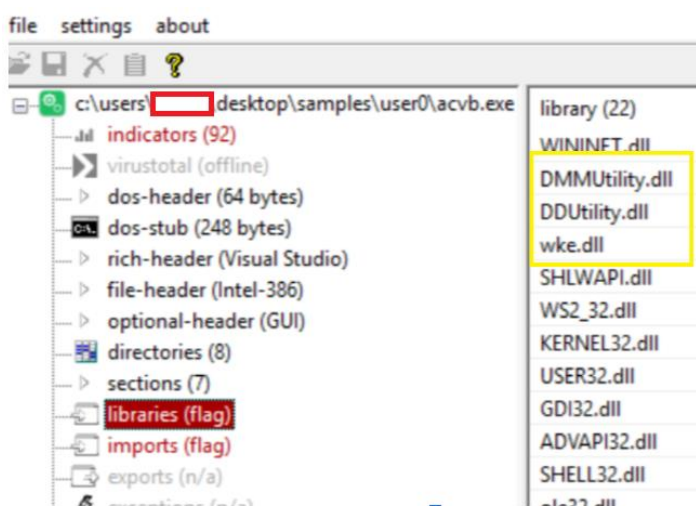 file settings about
c:\users\ desktop\samples\user0\acvb.exe
indicators (92)
virustotal (offline)
dos-header (64 bytes)
dos-stub (248 bytes)
rich-header (Visual Studio)
file-header (Intel-386)
optional-header (GUI)
directories (8)
sections (7)
libraries (flag)
imports (flag)
exports (n/a)
exceptions (n/a)
library (22)
WININET.dll
DMMUtility.dll
DDUtility.dll
wke.dll
SHLWAPI.dll
WS2_32.dll
KERNEL32.dll
USER32.dll
GDI32.dll
ADVAPI32.dll
SHELL32.dll